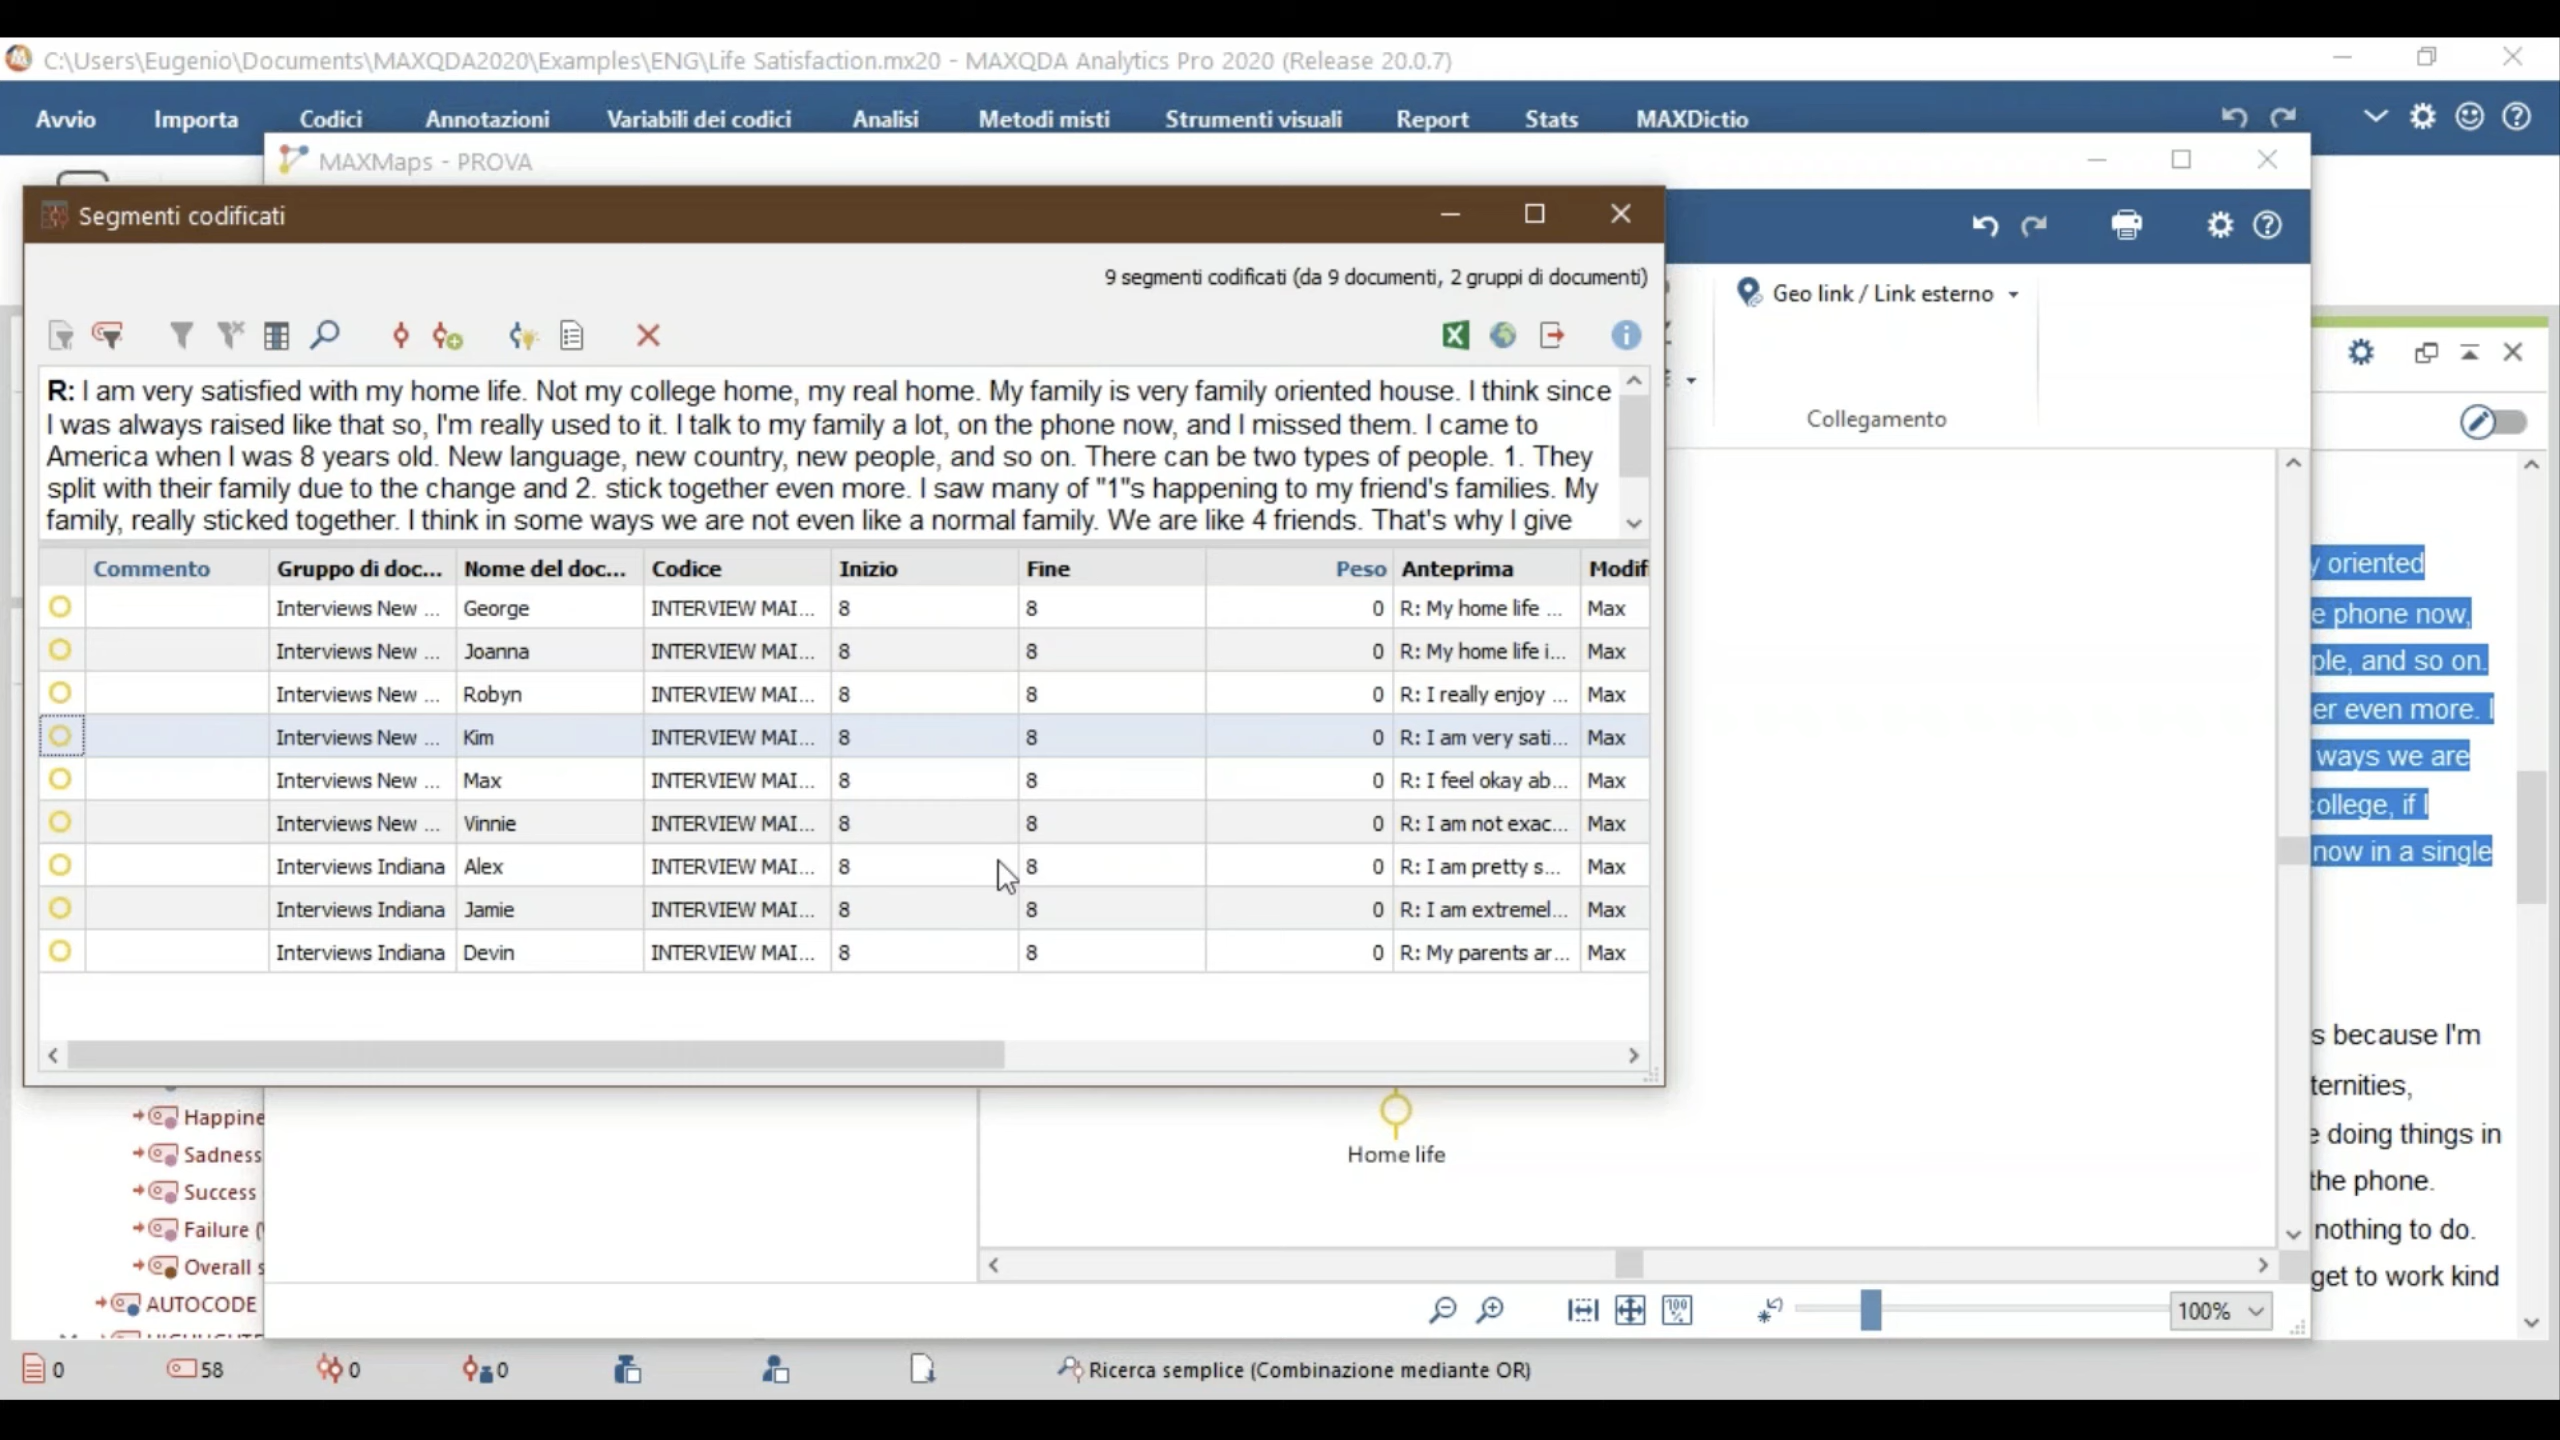 C:\Users\Eugenio\Documents\MAXQDA2020\Examples\ENG\Life Satisfaction.mx20 - MAXQDA Analytics Pro 2020 (Release 20.0.7)
Avvio Importa Codici Annotazioni Variabili dei codici Analisi Metodi misti Strumenti visuali Report Stats MAXDictio
MAXMaps - PROVA
Segmenti codificati
9 segmenti codificati (da 9 documenti, 2 gruppi di documenti)
Geo link / Link esterno
Collegamento
R: I am very satisfied with my home life. Not my college home, my real home. My family is very family oriented house. I think since
I was always raised like that so, I'm really used to it. I talk to my family a lot, on the phone now, and I missed them. I came to
America when I was 8 years old. New language, new country, new people, and so on. There can be two types of people. 1. They
split with their family due to the change and 2. stick together even more. I saw many of "1"s happening to my friend's families. My
family, really sticked together. I think in some ways we are not even like a normal family. We are like 4 friends. That's why I give
Commento Gruppo di doc... Nome del doc... Codice Inizio Fine Peso Anteprima Modif
Interviews New ... George INTERVIEW MAI... 8 8 0 R: My home life ... Max
Interviews New ... Joanna INTERVIEW MAI... 8 8 0 R: My home life i... Max
Interviews New ... Robyn INTERVIEW MAI... 8 8 0 R: I really enjoy ... Max
Interviews New ... Kim INTERVIEW MAI... 8 8 0 R: I am very sati... Max
Interviews New ... Max INTERVIEW MAI... 8 8 0 R: I feel okay ab... Max
Interviews New ... Vinnie INTERVIEW MAI... 8 8 0 R: I am not exac... Max
Interviews Indiana Alex INTERVIEW MAI... 8 8 0 R: I am pretty s... Max
Interviews Indiana Jamie INTERVIEW MAI... 8 8 0 R: I am extremel... Max
Interviews Indiana Devin INTERVIEW MAI... 8 8 0 R: My parents ar... Max
y oriented
e phone now,
ple, and so on.
er even more. I
ways we are
college, if I
now in a single
s because I'm
ternities,
e doing things in
the phone.
nothing to do.
get to work kind
Happine
Sadness
Success
Failure (
Overall s
AUTOCODE
Home life
100
%
100%
0 58 0 0 Ricerca semplice (Combinazione mediante OR)